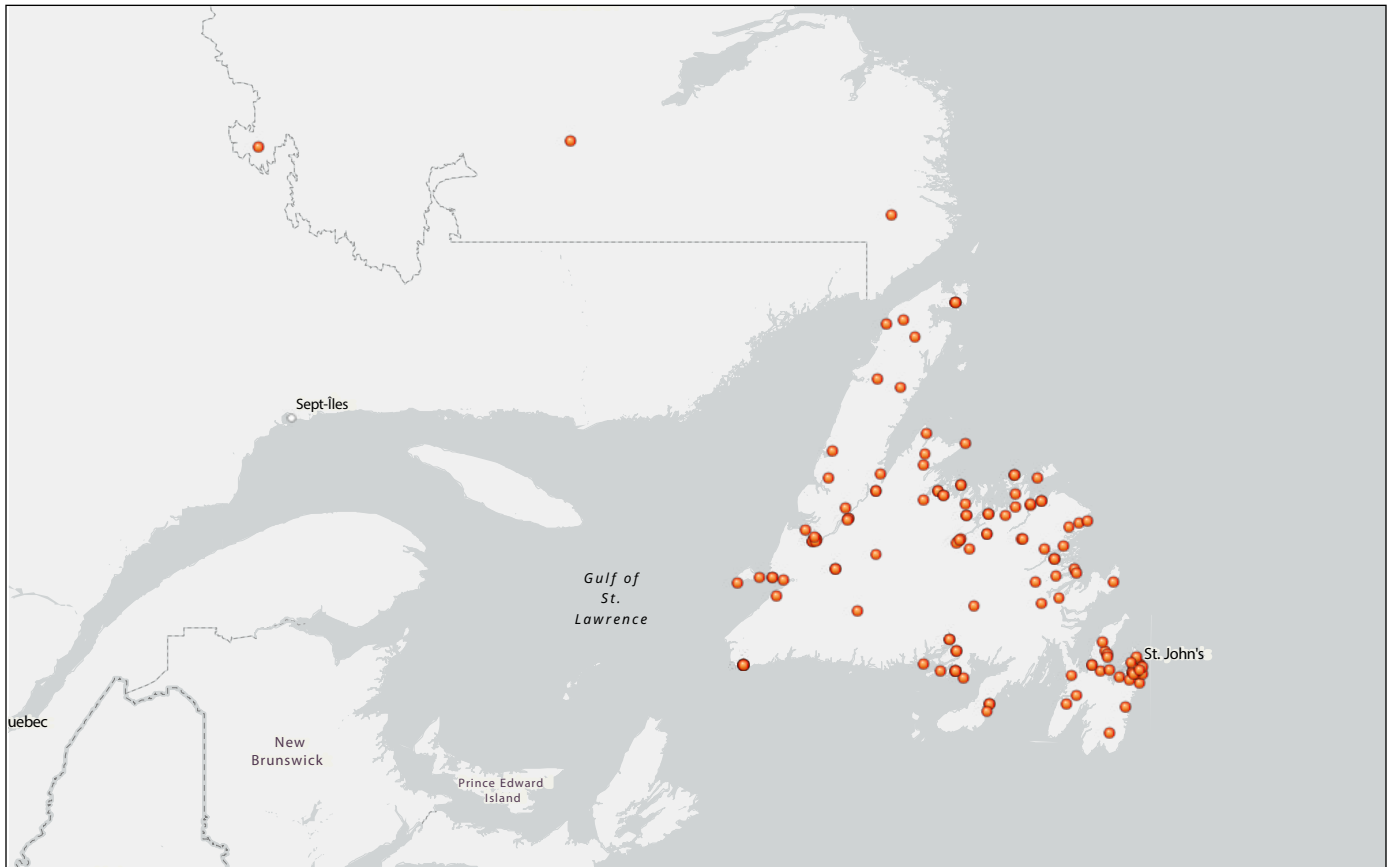 Sept-Îles
Gulf of
St.
Lawrence
St. John's
uebec
New
Brunswick
Prince Edward
Island